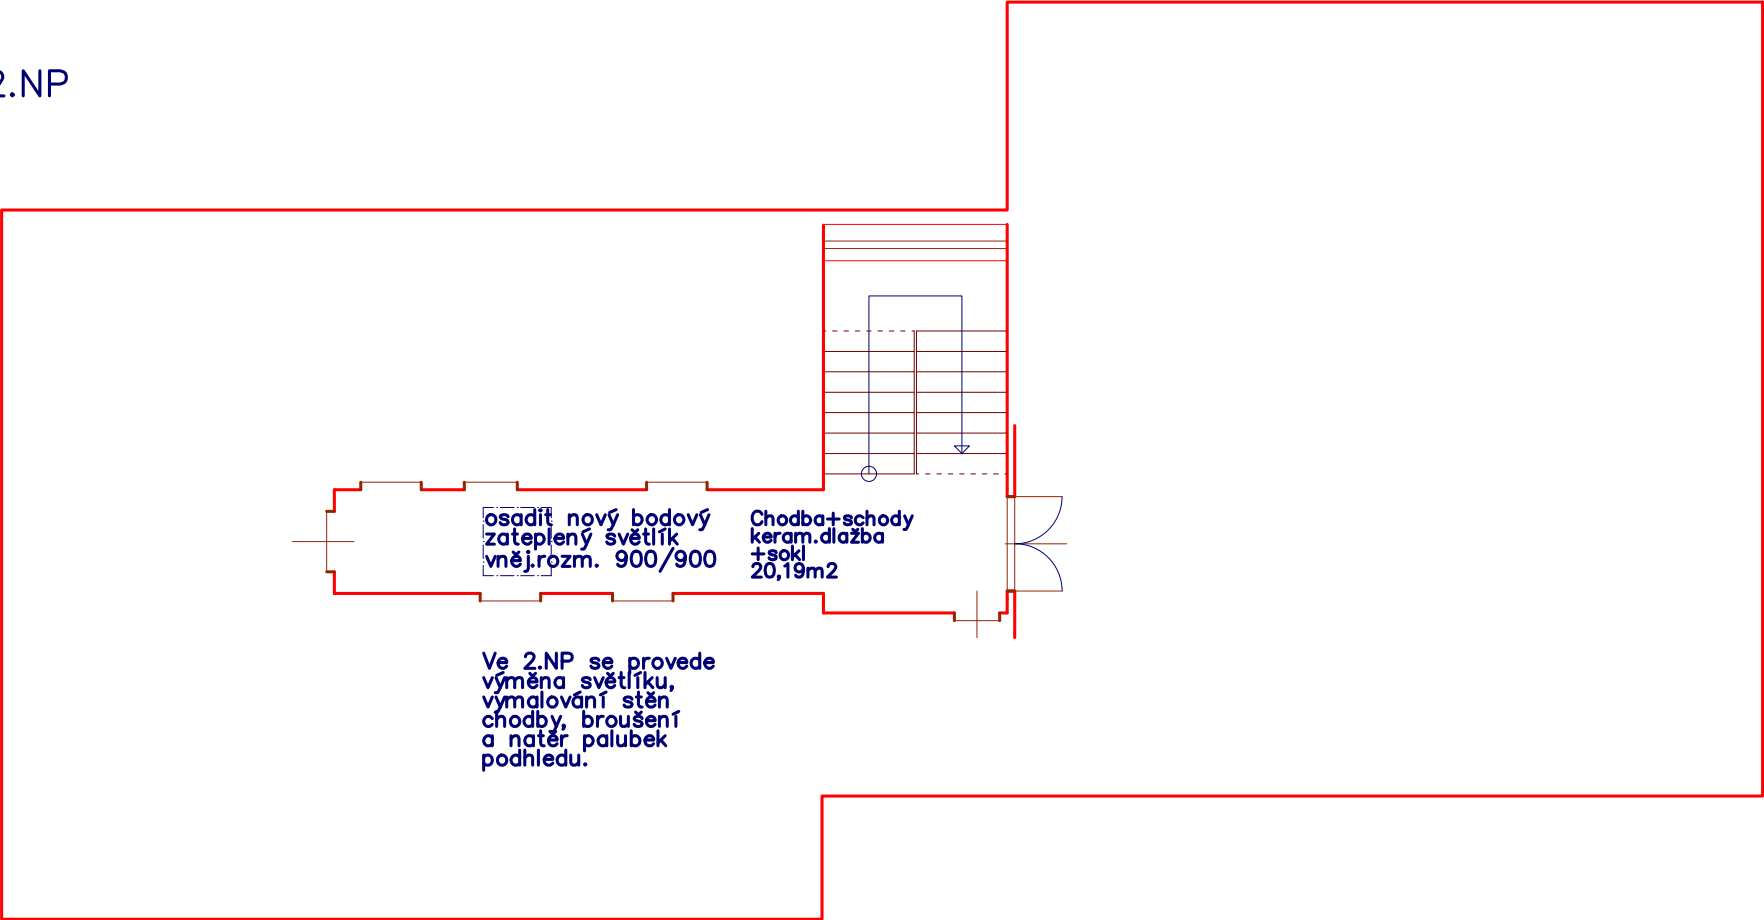 2.NP
osadit nový bodový
zateplený světlík
vněj.rozm. 900/900
Chodba+schody
keram.dlažba
+sokl
20,19m2
Ve 2.NP se provede
výměna světlíku,
vymalování stěn
chodby, broušení
a natěr palubek
podhledu.